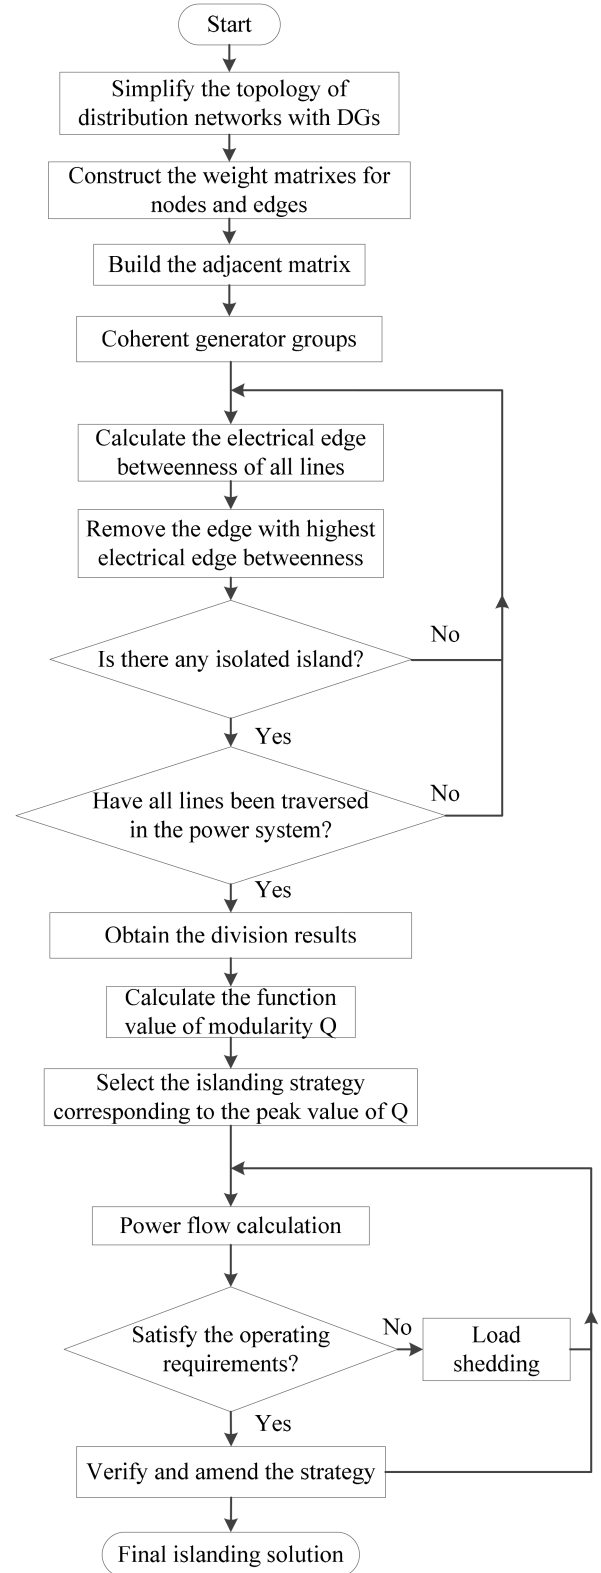 Start
Simplify the topology of
distribution networks with DGs
Construct the weight matrixes for
nodes and edges
Build the adjacent matrix
Coherent generator groups
Calculate the electrical edge
betweenness of all lines
Remove the edge with highest
electrical edge betweenness
No
Is there any isolated island?
Yes
Have all lines been traversed
in the power system?
No
Yes
Obtain the division results
Calculate the function
value of modularity Q
Select the islanding strategy
corresponding to the peak value of Q
Power flow calculation
Satisfy the operating
requirements?
No
Load
shedding
Yes
Verify and amend the strategy
Final islanding solution